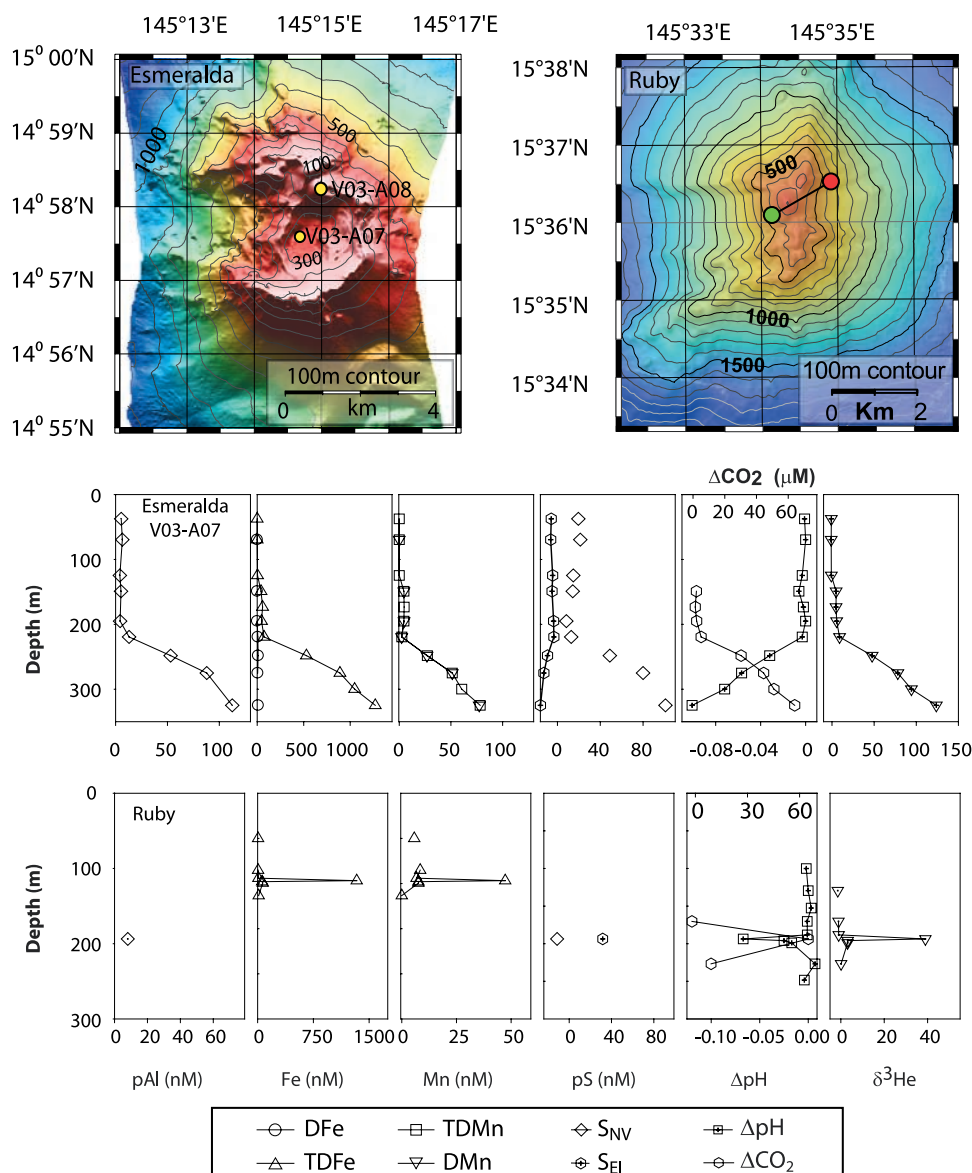 145°13'E 145°15'E 145°17'E
15° 00'N
14° 59'N
14° 58'N
14° 57'N
14° 56'N
14° 55'N
Esmeralda
1000
500
100
V03-A08
V03-A07
300
100m contour
0 4
km
145°33'E 145°35'E
15°38'N
15°37'N
15°36'N
15°35'N
15°34'N
Ruby
500
1000
1500
100m contour
0 Km 2
ΔCO2 (μM)
0 20 40 60
Depth (m)
0
100
200
300
Esmeralda
V03-A07
0 50 100
0 500 1000
0 50 100
0 40 80
-0.08 -0.04 0
0 50 100 150
Depth (m)
0
100
200
300
Ruby
0 30 60
0 20 40 60
0 750 1500
0 25 50
0 40 80
-0.10 -0.05 0.00
0 20 40
pAl (nM) Fe (nM) Mn (nM) pS (nM) ΔpH δ³He
DFe TDMn SNV ΔpH
TDFe DMn SEl ΔCO2